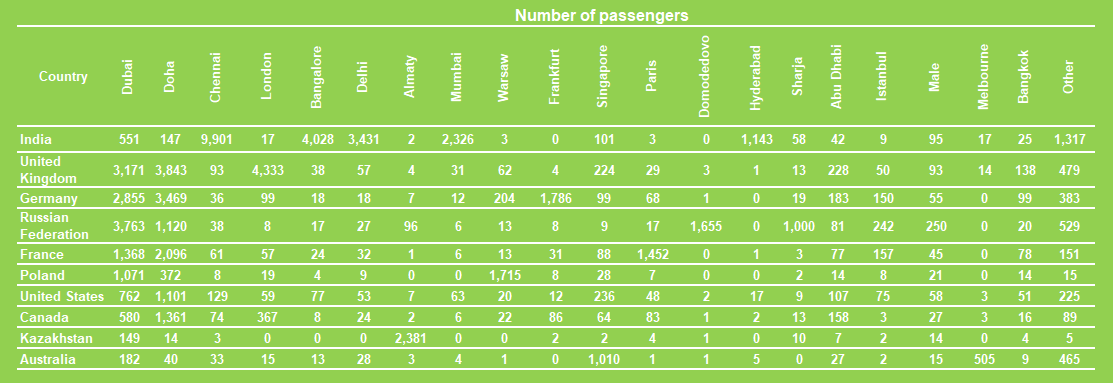 Number of passengers
Country Dubai Doha Chennai London Bangalore Delhi Almaty Mumbai Warsaw Frankfurt Singapore Paris Domodedovo Hyderabad Sharja Abu Dhabi Istanbul Male Melbourne Bangkok Other
India 551 147 9,901 17 4,028 3,431 2 2,326 3 0 101 3 0 1,143 58 42 9 95 17 25 1,317
United
Kingdom 3,171 3,843 93 4,333 38 57 4 31 62 4 224 29 3 1 13 228 50 93 14 138 479
Germany 2,855 3,469 36 99 18 18 7 12 204 1,786 99 68 1 0 19 183 150 55 0 99 383
Russian
Federation 3,763 1,120 38 8 17 27 96 6 13 8 9 17 1,655 0 1,000 81 242 250 0 20 529
France 1,368 2,096 61 57 24 32 1 6 13 31 88 1,452 0 1 3 77 157 45 0 78 151
Poland 1,071 372 8 19 4 9 0 0 1,715 8 28 7 0 0 2 14 8 21 0 14 15
United States 762 1,101 129 59 77 53 7 63 20 12 236 48 2 17 9 107 75 58 3 51 225
Canada 580 1,361 74 367 8 24 2 6 22 86 64 83 1 2 13 158 3 27 3 16 89
Kazakhstan 149 14 3 0 0 0 2,381 0 0 2 2 4 1 0 10 7 2 14 0 4 5
Australia 182 40 33 15 13 28 3 4 1 0 1,010 1 1 5 0 27 2 15 505 9 465